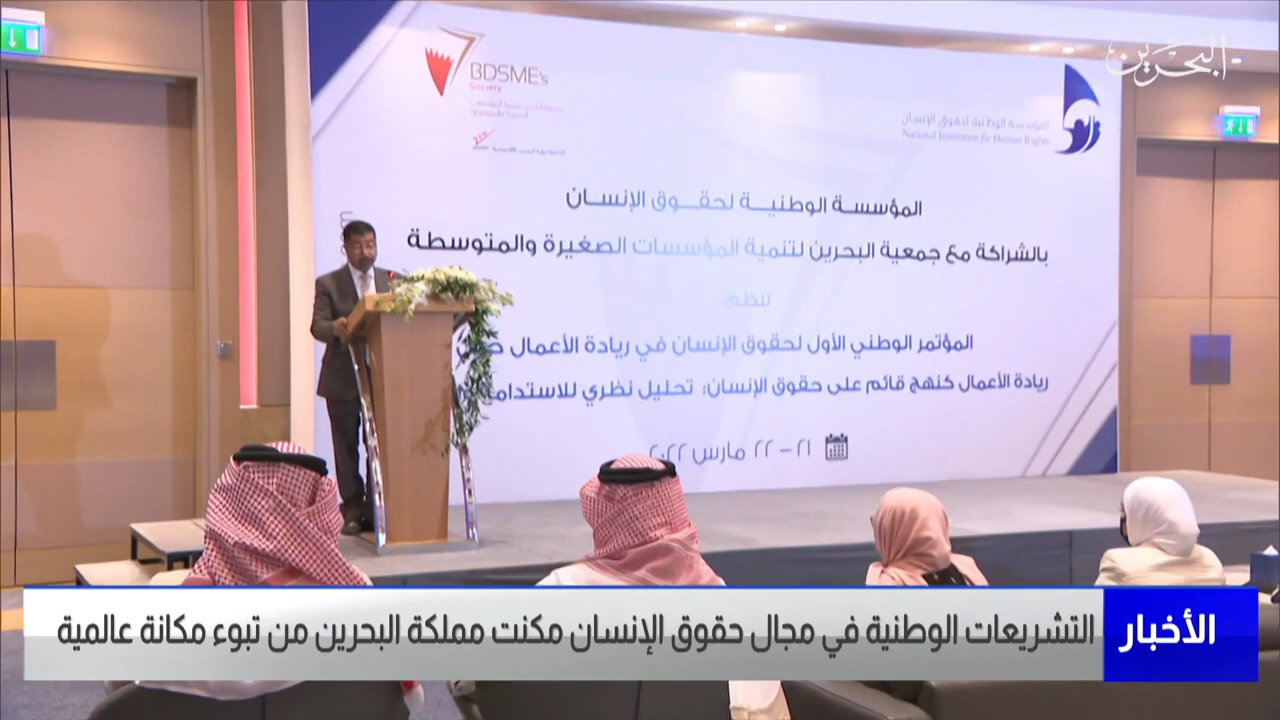 البحرين
BDSME's
Society
المؤسسة الوطنية لحقوق الإنسان
National Institution for Human Rights
المؤسسة الوطنية لحقوق الإنسان
بالشراكة مع جمعية البحرين لتنمية المؤسسات الصغيرة والمتوسطة
تنظم
المؤتمر الوطني الأول لحقوق الإنسان في ريادة الأعمال
ريادة الأعمال كنهج قائم على حقوق الإنسان: تحليل نظري للاستدامة
٢١ - ٢٢ مارس ٢٠٢٢
الأخبار
التشريعات الوطنية في مجال حقوق الإنسان مكنت مملكة البحرين من تبوء مكانة عالمية